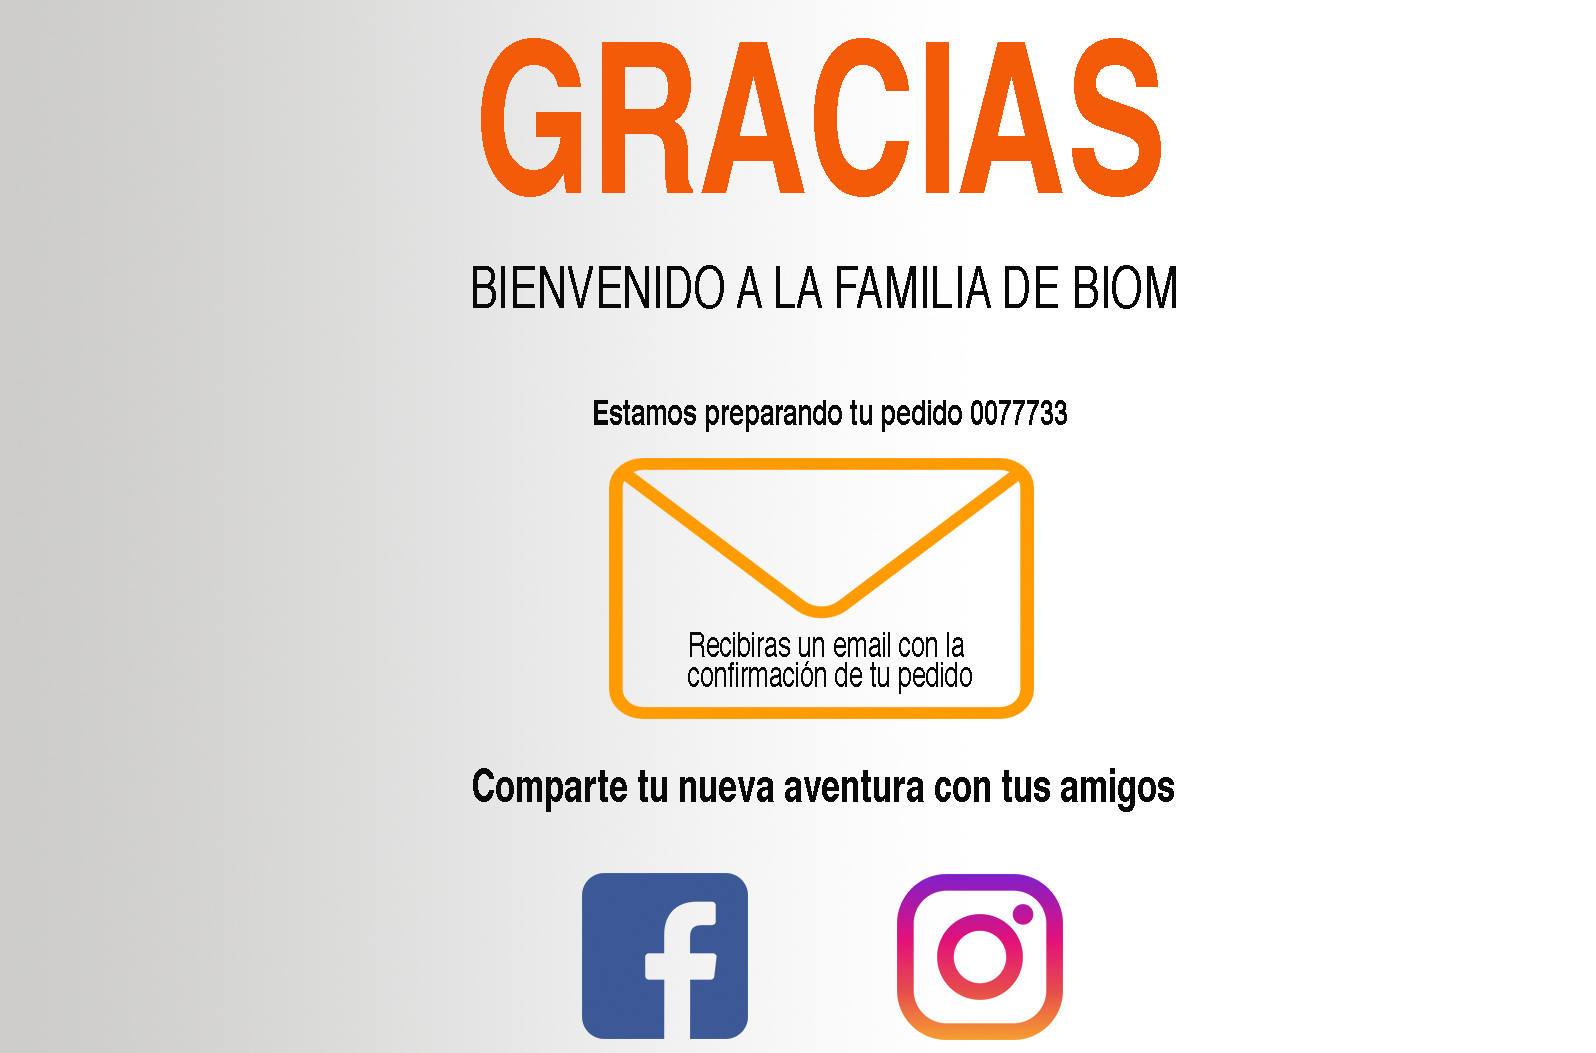 GRACIAS
BIENVENIDO A LA FAMILIA DE BIOM
Estamos preparando tu pedido 0077733
Recibiras un email con la
confirmación de tu pedido
Comparte tu nueva aventura con tus amigos